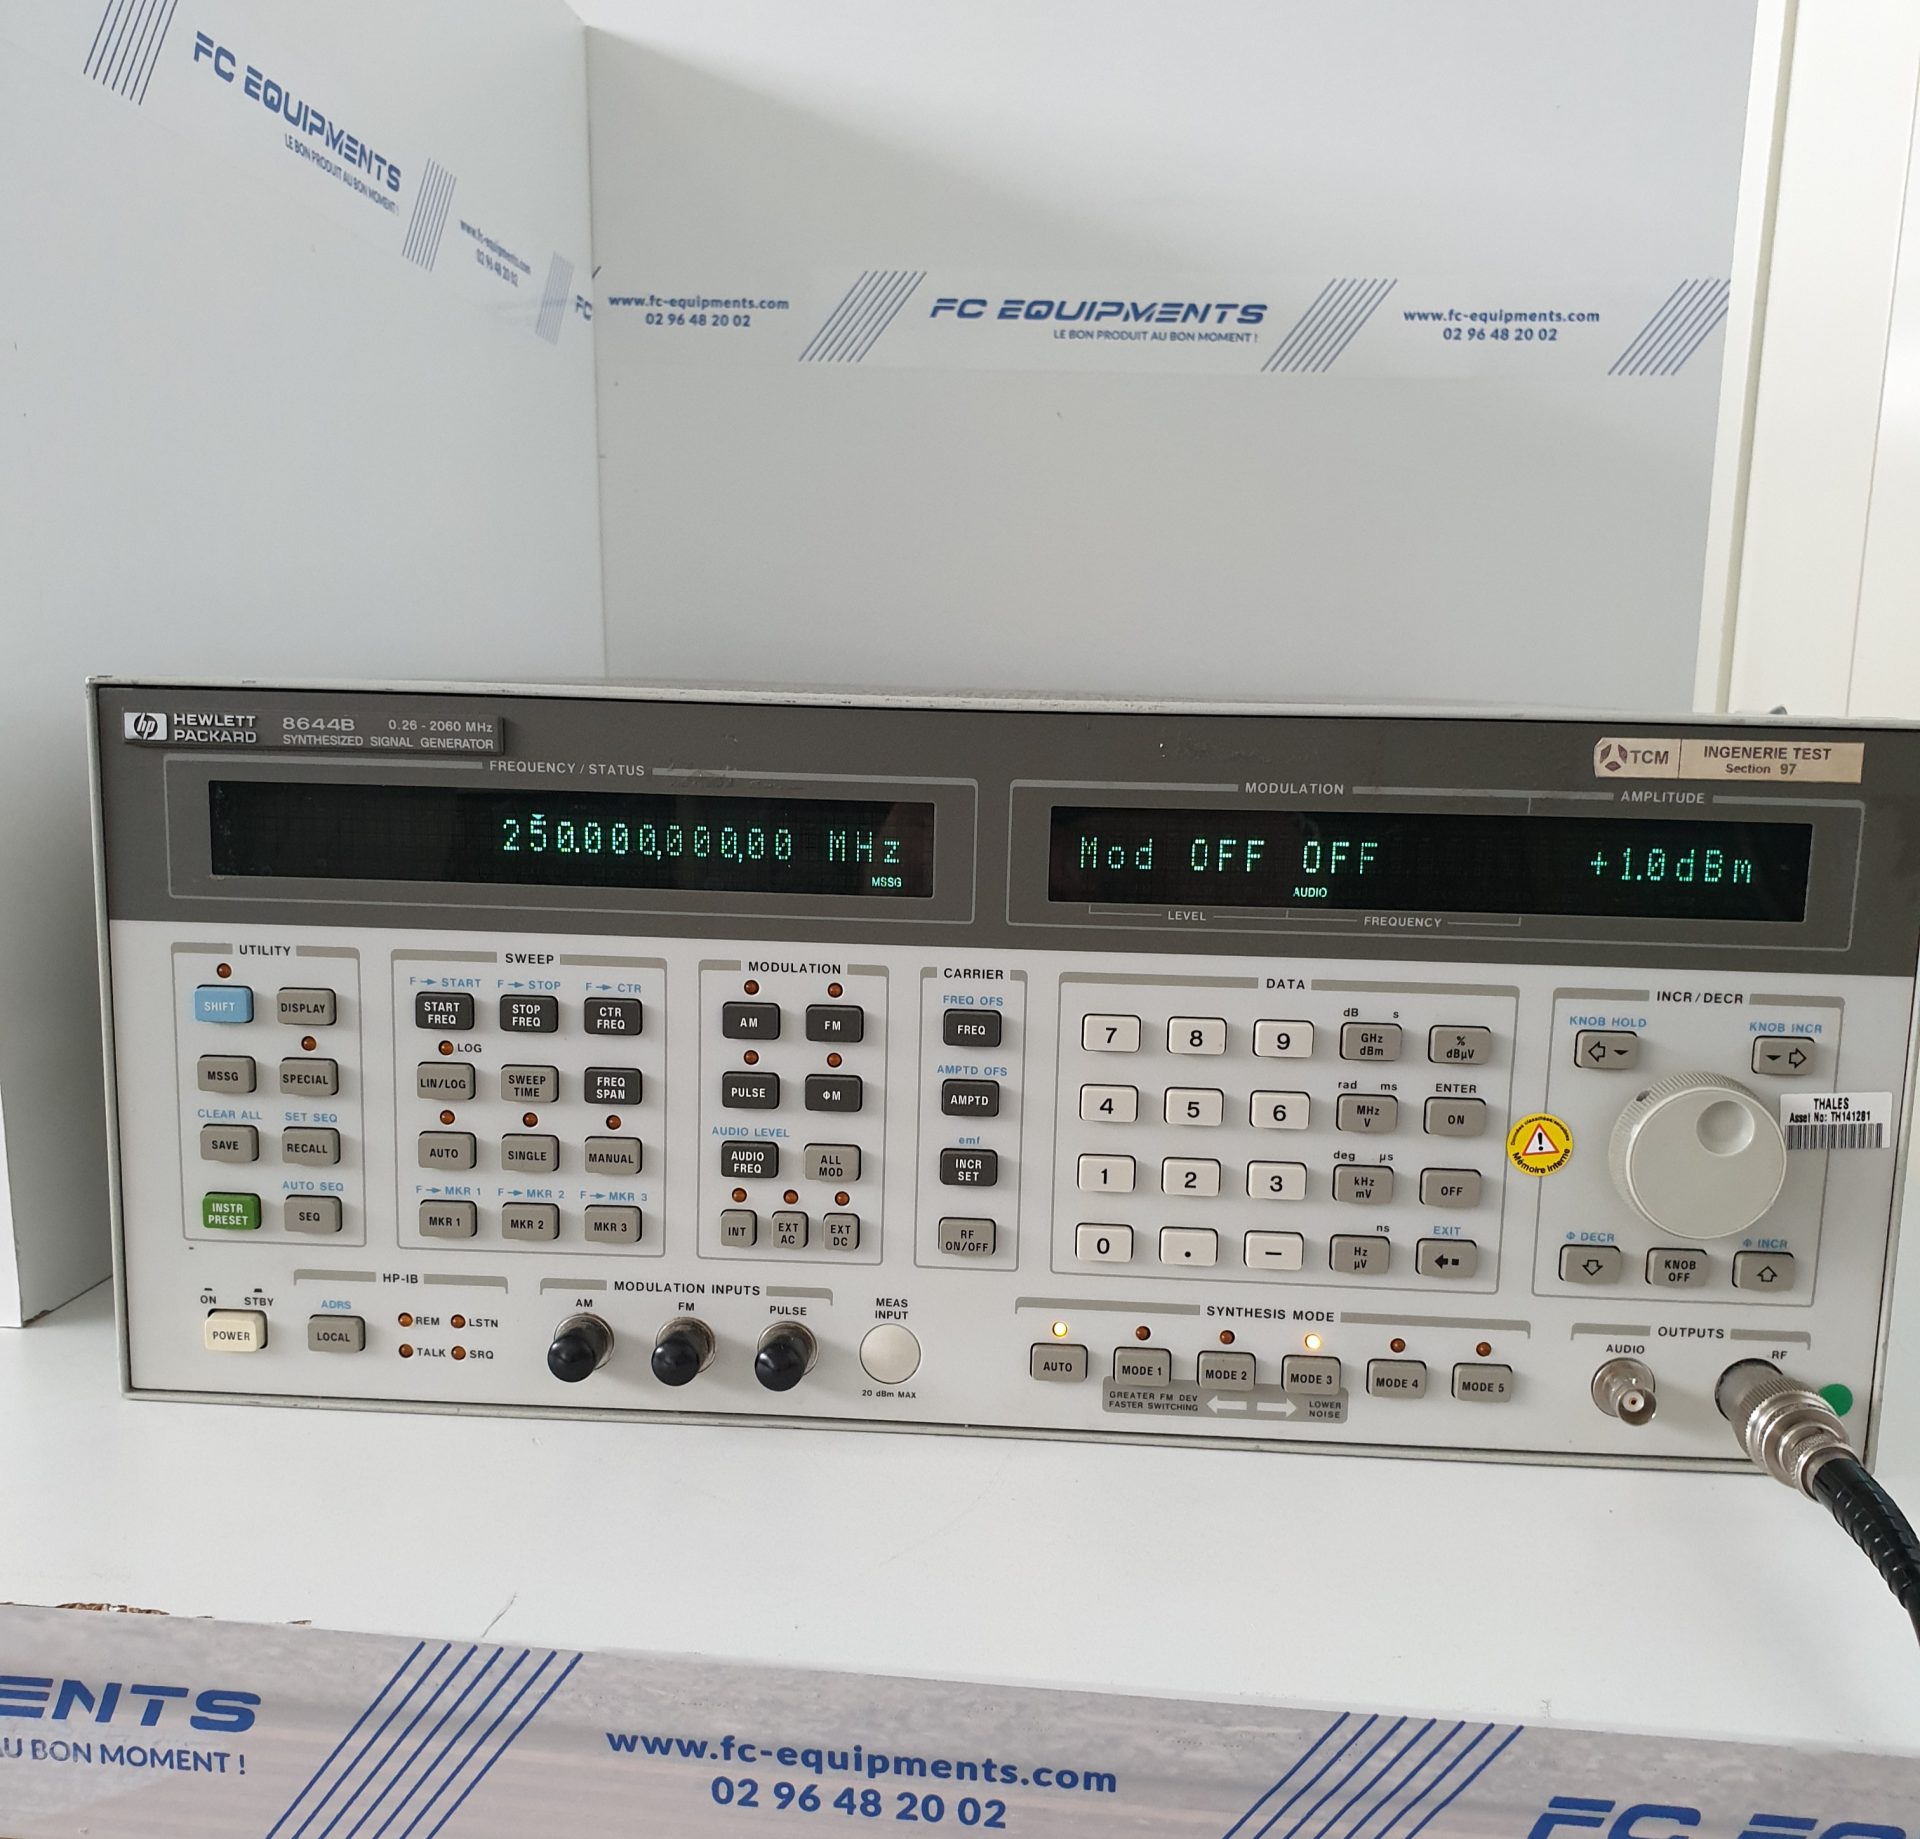 FC EQUIPMENTS
LE BON PRODUIT AU BON MOMENT !
www.fc-equipments.com
02 96 48 20 02
FC
www.fc-equipments.com
02 96 48 20 02
FC EQUIPMENTS
LE BON PRODUIT AU BON MOMENT !
www.fc-equipments.com
02 96 48 20 02
hp HEWLETT PACKARD
8644B 0.26 - 2060 MHz
SYNTHESIZED SIGNAL GENERATOR
TCM INGENERIE TEST
Section 97
FREQUENCY / STATUS
250.000,000,00 MHz
MSSG
MODULATION
AMPLITUDE
Mod OFF OFF +1.0dBm
AUDIO
LEVEL FREQUENCY
UTILITY
SHIFT DISPLAY
MSSG SPECIAL
CLEAR ALL SET SEQ
SAVE RECALL
AUTO SEQ
INSTR PRESET SEQ
SWEEP
F → START F → STOP F → CTR
START FREQ STOP FREQ CTR FREQ
LOG
LIN/LOG SWEEP TIME FREQ SPAN
AUTO SINGLE MANUAL
F → MKR 1 F → MKR 2 F → MKR 3
MKR 1 MKR 2 MKR 3
MODULATION
AM FM
PULSE ΦM
AUDIO LEVEL
AUDIO FREQ ALL MOD
INT EXT AC EXT DC
CARRIER
FREQ OFS
FREQ
AMPTD OFS
AMPTD
emf
INCR SET
RF ON/OFF
DATA
dB s
7 8 9 GHz dBm % dBµV
rad ms ENTER
4 5 6 MHz V ON
deg µs
1 2 3 kHz mV OFF
ns EXIT
0 . – Hz µV
INCR/DECR
KNOB HOLD KNOB INCR
THALES
Asset No: TH141281
Mémoire Interne
Φ DECR Φ INCR
KNOB OFF
ON STBY
POWER
HP-IB
ADRS
LOCAL
REM LSTN
TALK SRQ
MODULATION INPUTS
AM FM PULSE
MEAS INPUT
20 dBm MAX
SYNTHESIS MODE
AUTO MODE 1 MODE 2 MODE 3 MODE 4 MODE 5
GREATER FM DEV
FASTER SWITCHING
LOWER NOISE
OUTPUTS
AUDIO RF
ENTS
AU BON MOMENT !
www.fc-equipments.com
02 96 48 20 02
FC